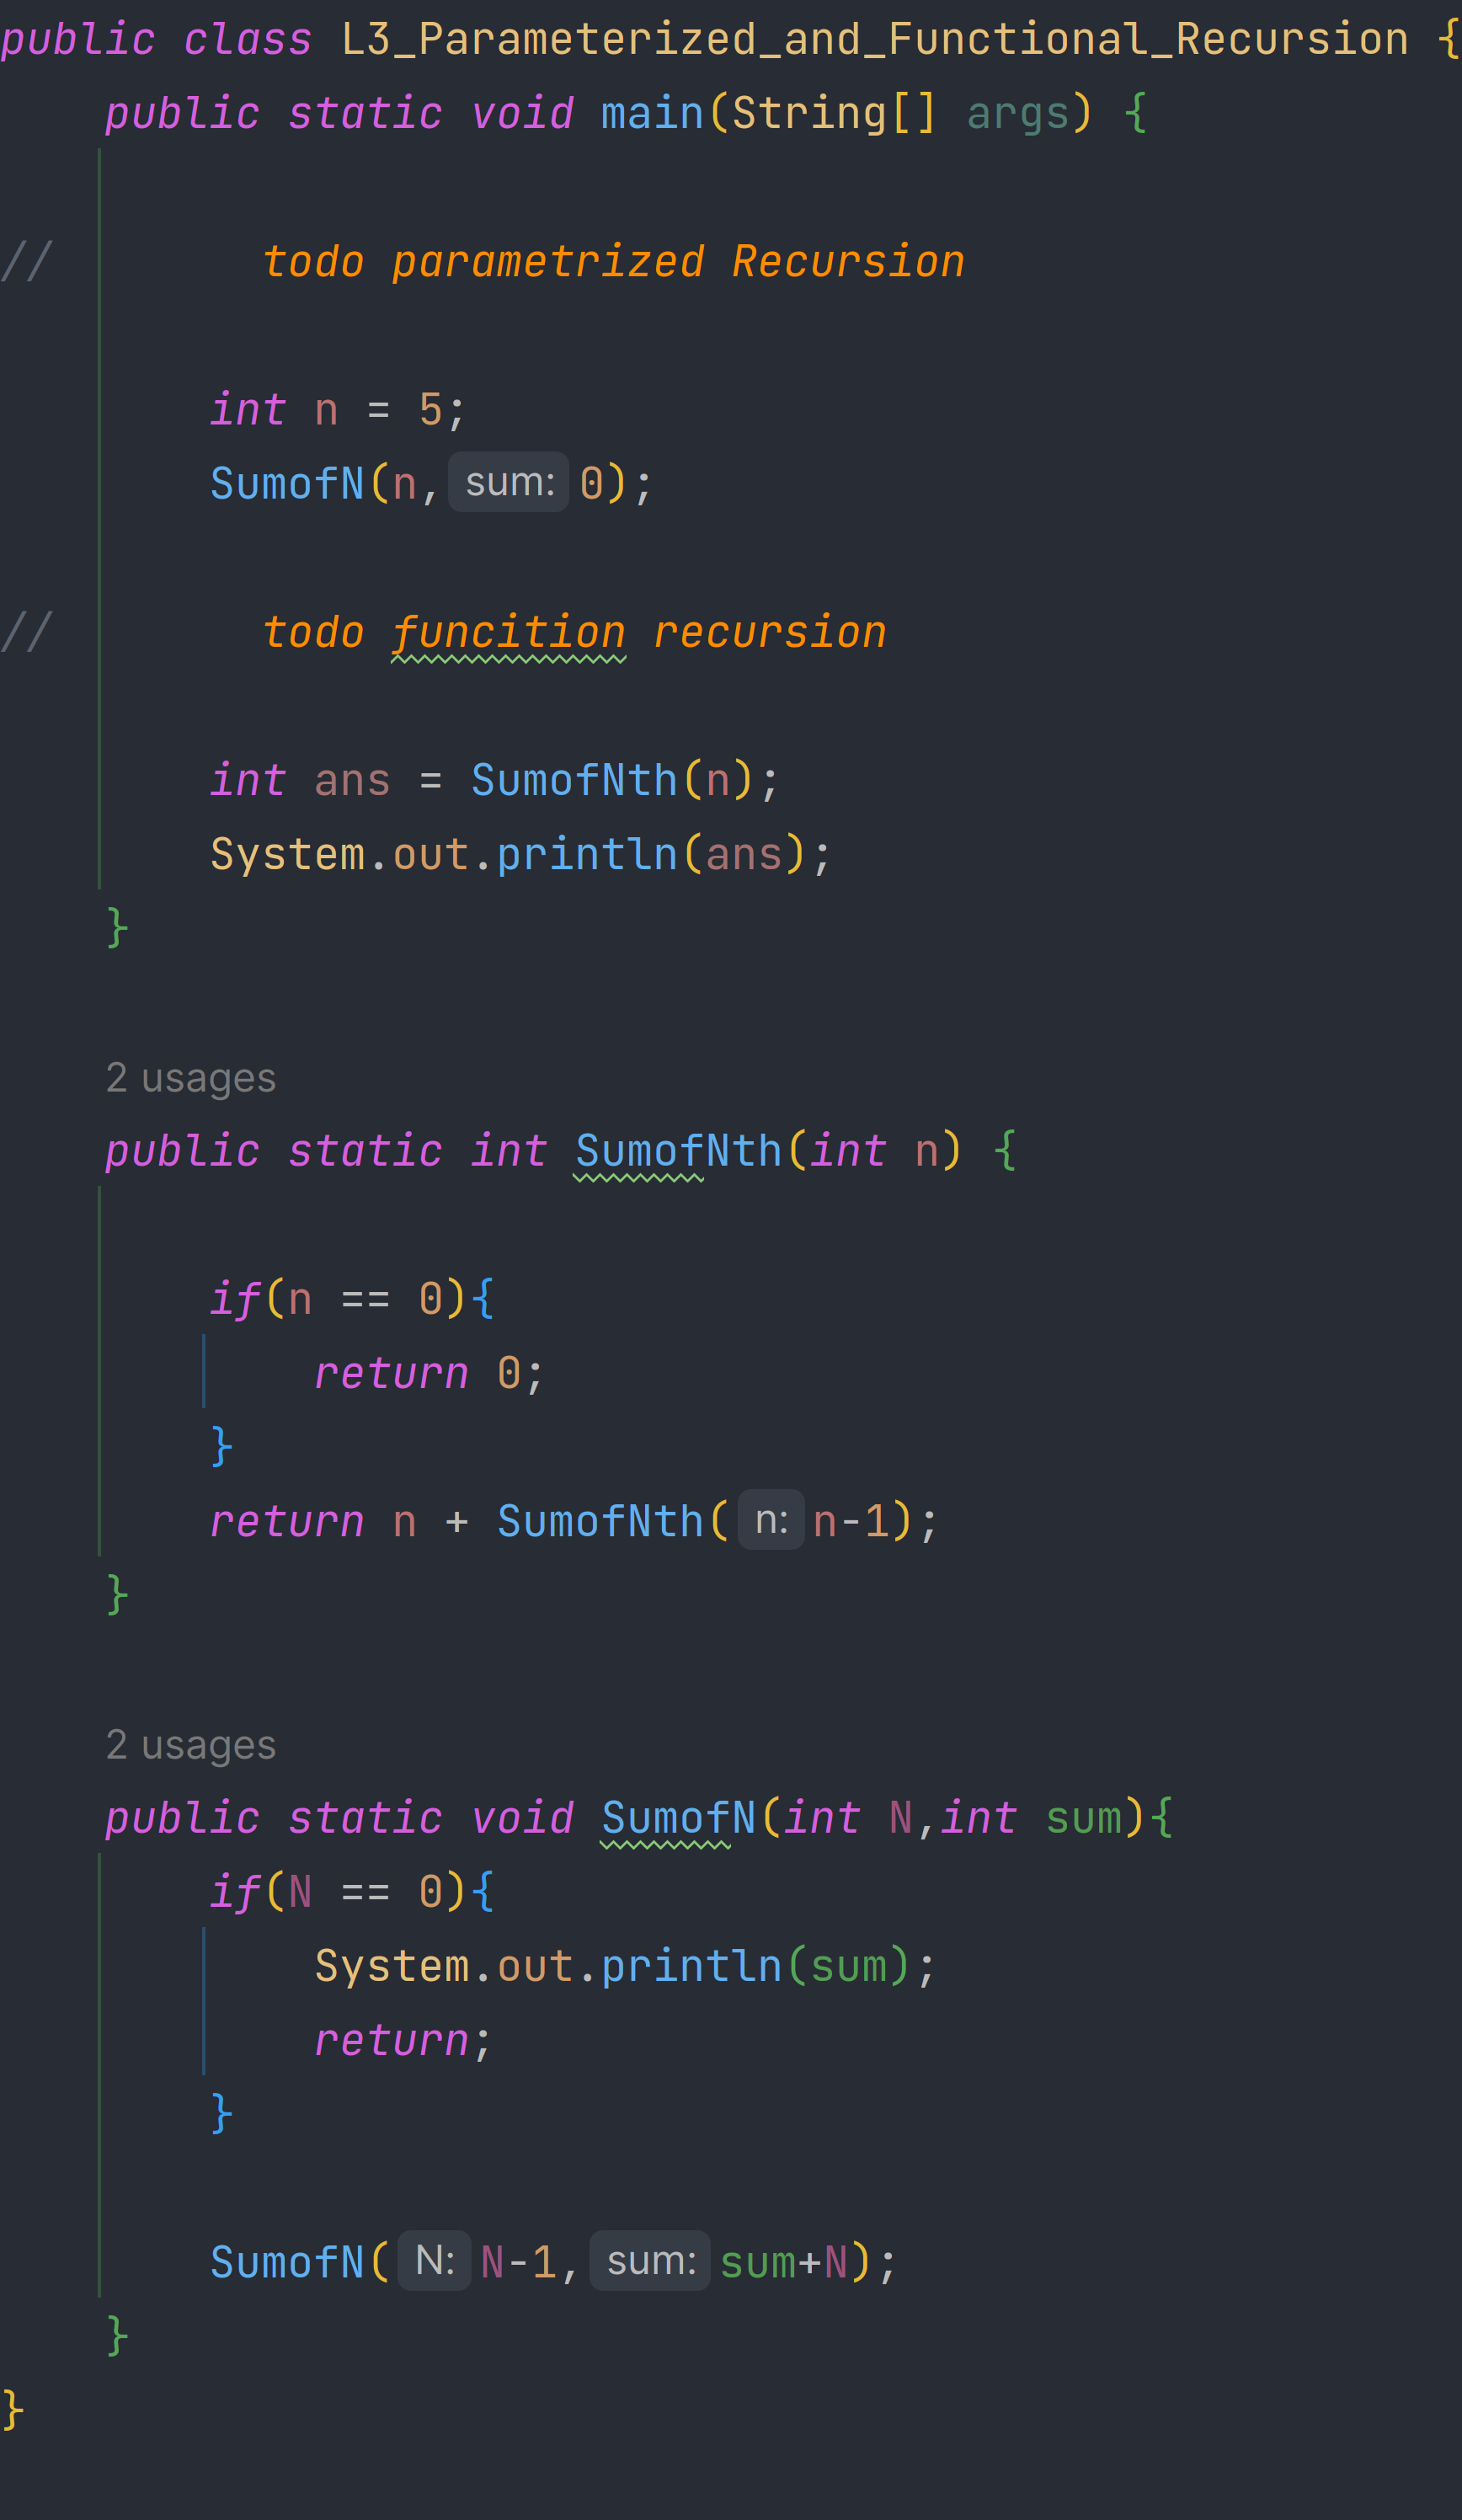 public class L3_Parameterized_and_Functional_Recursion {
    public static void main(String[] args) {
//        todo parametrized Recursion
        int n = 5;
        SumofN(n, sum: 0);
//        todo funcition recursion
        int ans = SumofNth(n);
        System.out.println(ans);
    }
    2 usages
    public static int SumofNth(int n) {
        if(n == 0){
            return 0;
        }
        return n + SumofNth( n: n-1);
    }
    2 usages
    public static void SumofN(int N,int sum){
        if(N == 0){
            System.out.println(sum);
            return;
        }
        SumofN( N: N-1, sum: sum+N);
    }
}